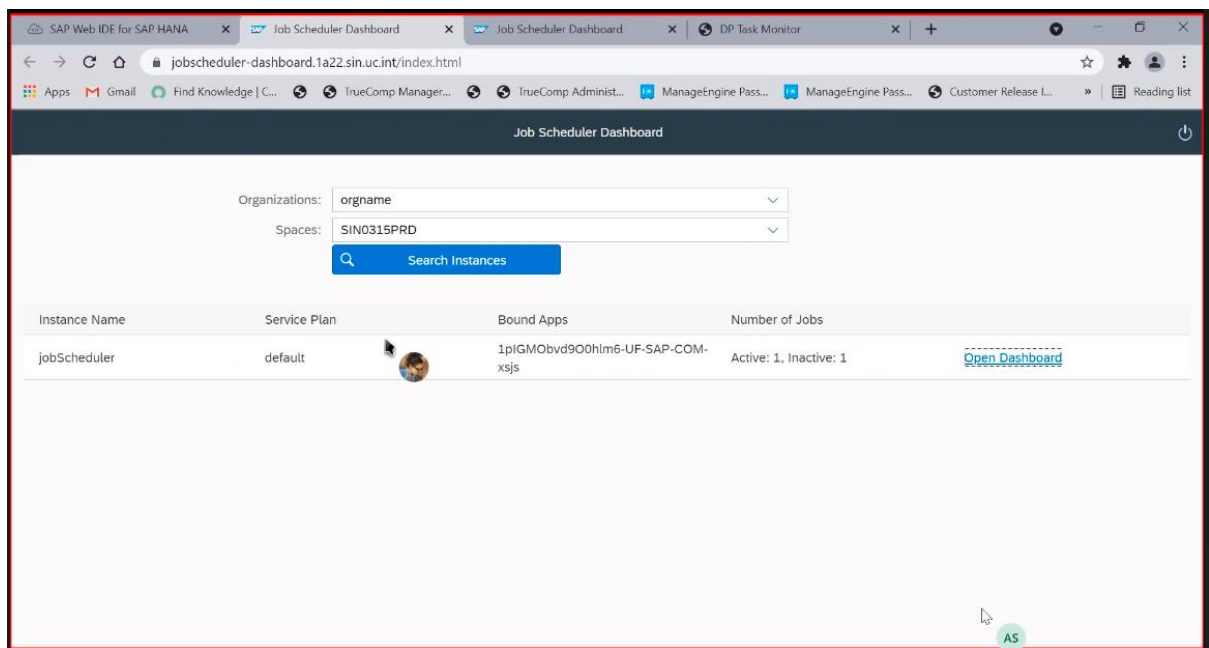 SAP Web IDE for SAP HANA
Job Scheduler Dashboard
Job Scheduler Dashboard
DP Task Monitor
jobscheduler-dashboard.1a22.sin.uc.int/index.html
Apps Gmail Find Knowledge | C... TrueComp Manager... TrueComp Administ... ManageEngine Pass... ManageEngine Pass... Customer Release I... » Reading list
Job Scheduler Dashboard
Organizations: orgname
Spaces: SIN0315PRD
Search Instances
Instance Name Service Plan Bound Apps Number of Jobs
jobScheduler default 1pIGMObvd9O0hlm6-UF-SAP-COM-
xsjs
Active: 1, Inactive: 1 Open Dashboard
AS